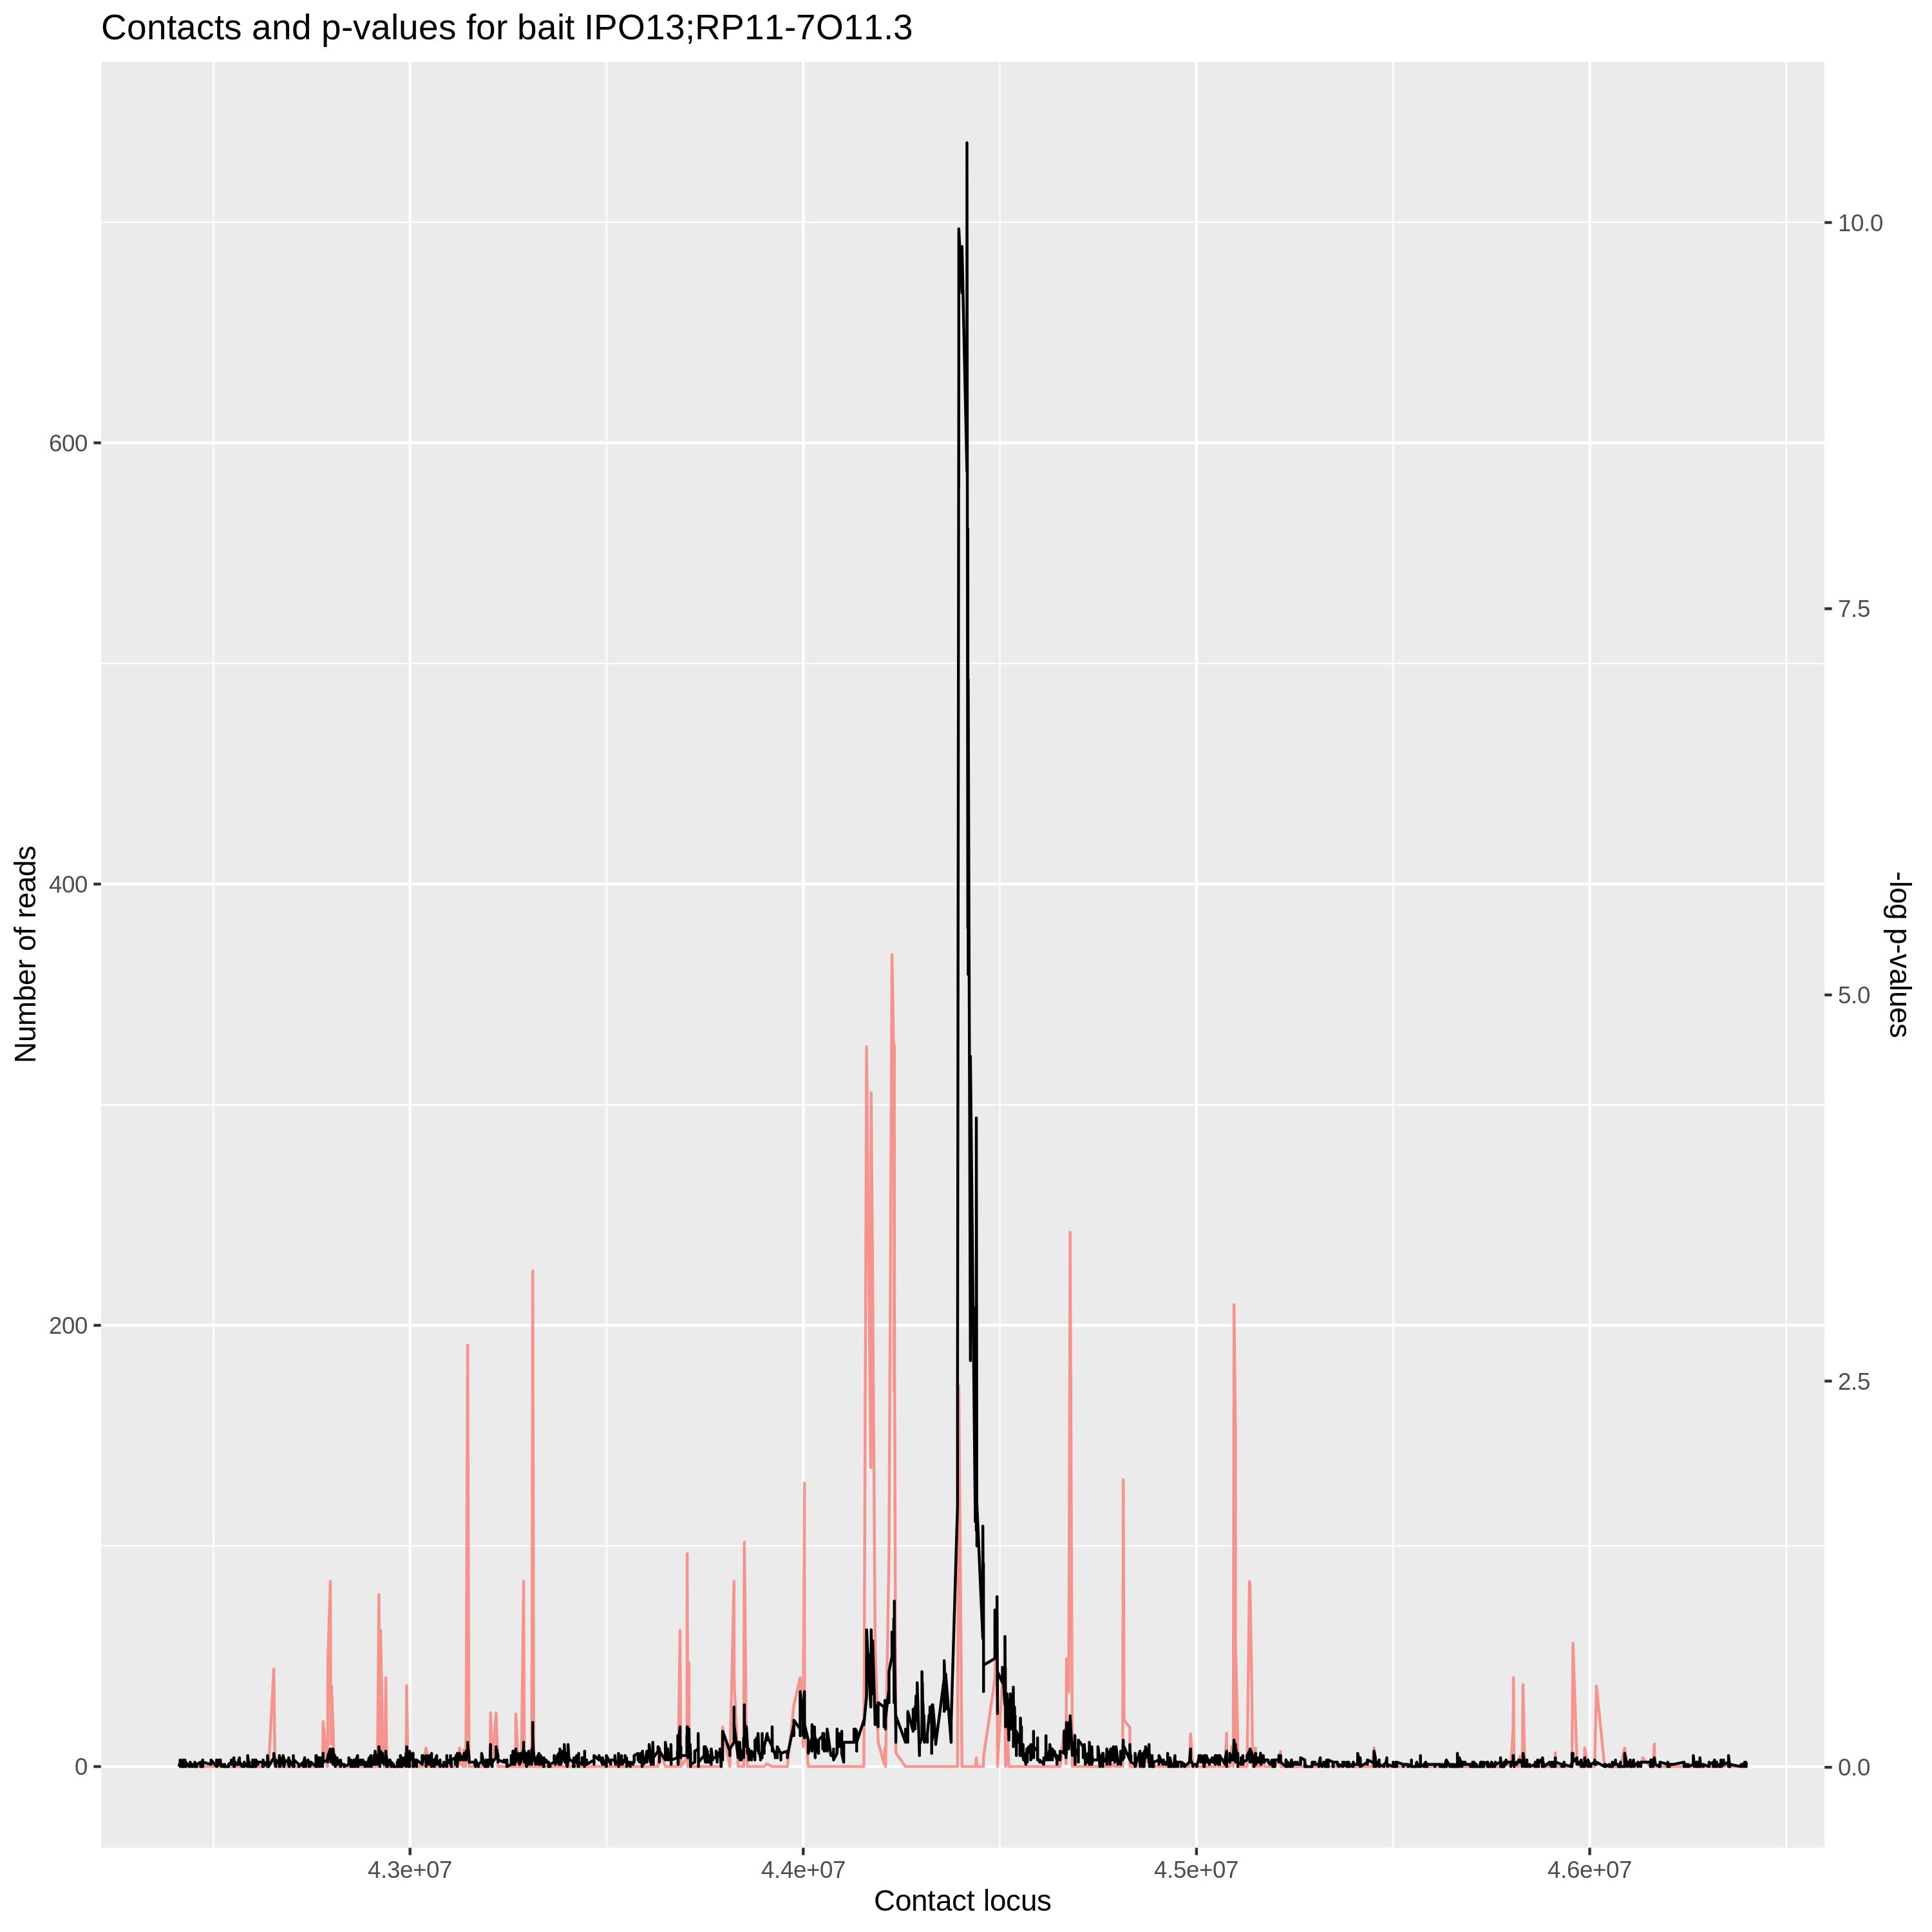 Contacts and p-values for bait IPO13;RP11-7O11.3
Number of reads
600
400
200
0
10.0
7.5
5.0
2.5
0.0
-log p-values
4.3e+07
4.4e+07
4.5e+07
4.6e+07
Contact locus